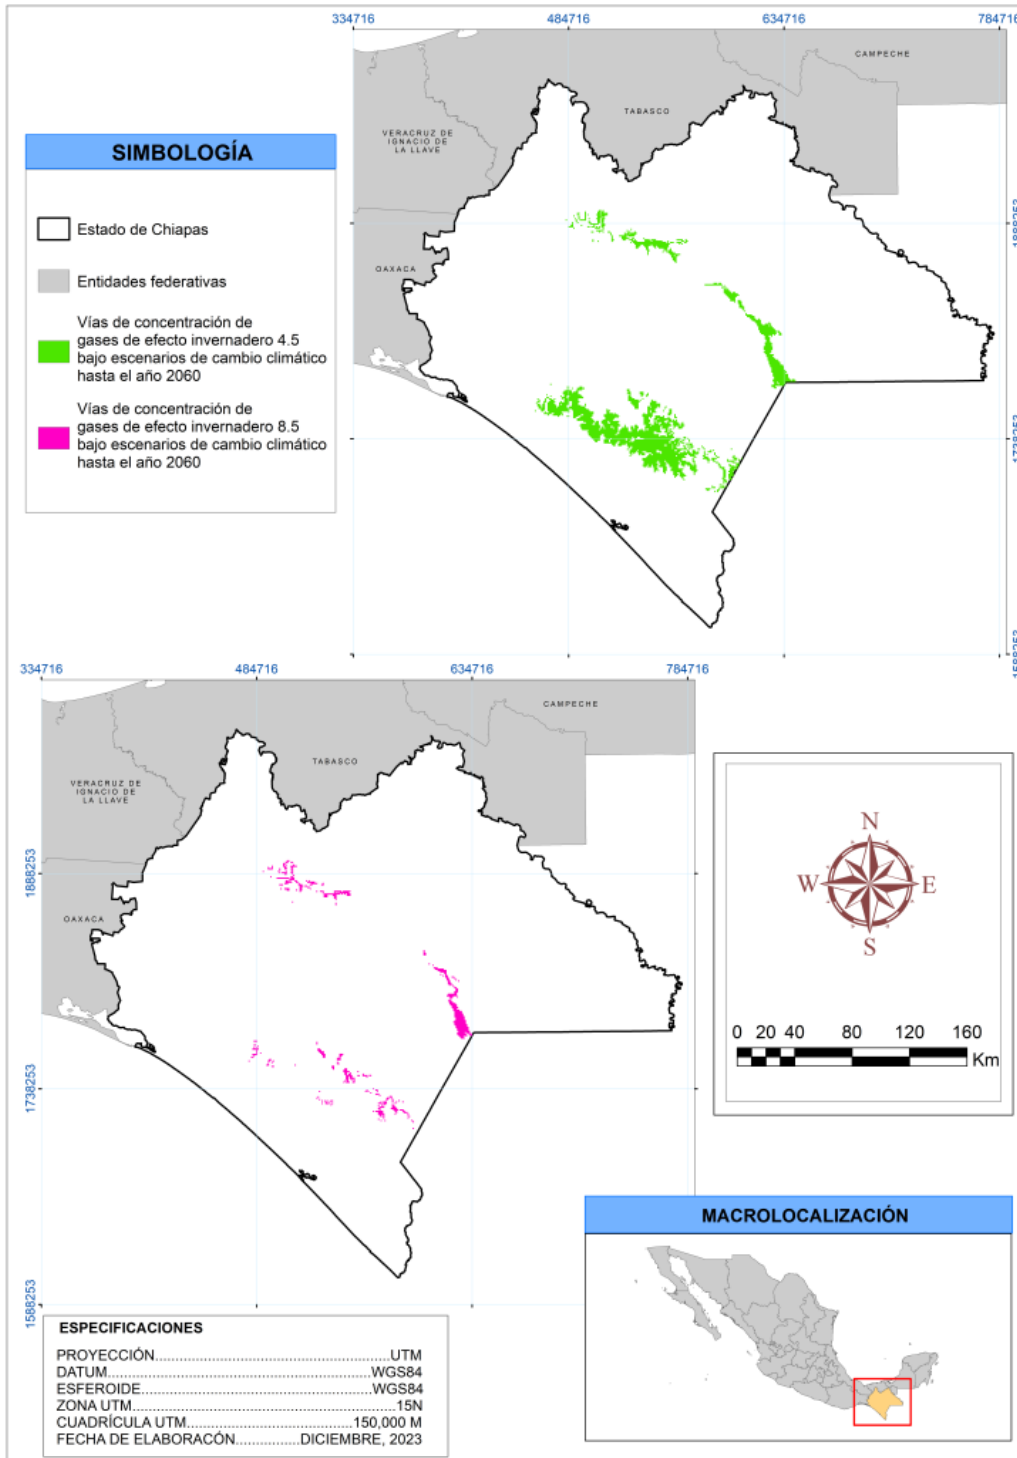 334716 484716 634716 784716
CAMPECHE
TABASCO
VERACRUZ DE
IGNACIO DE
LA LLAVE
OAXACA
1888253
1738253
1588253
SIMBOLOGÍA
Estado de Chiapas
Entidades federativas
Vías de concentración de
gases de efecto invernadero 4.5
bajo escenarios de cambio climático
hasta el año 2060
Vías de concentración de
gases de efecto invernadero 8.5
bajo escenarios de cambio climático
hasta el año 2060
334716 484716 634716 784716
CAMPECHE
TABASCO
VERACRUZ DE
IGNACIO DE
LA LLAVE
OAXACA
1888253
1738253
1588253
N
W E
S
0 20 40 80 120 160
Km
MACROLOCALIZACIÓN
ESPECIFICACIONES
PROYECCIÓN.......................................UTM
DATUM............................................WGS84
ESFEROIDE.......................................WGS84
ZONA UTM..........................................15N
CUADRÍCULA UTM.........................150,000 M
FECHA DE ELABORACÓN.............DICIEMBRE, 2023